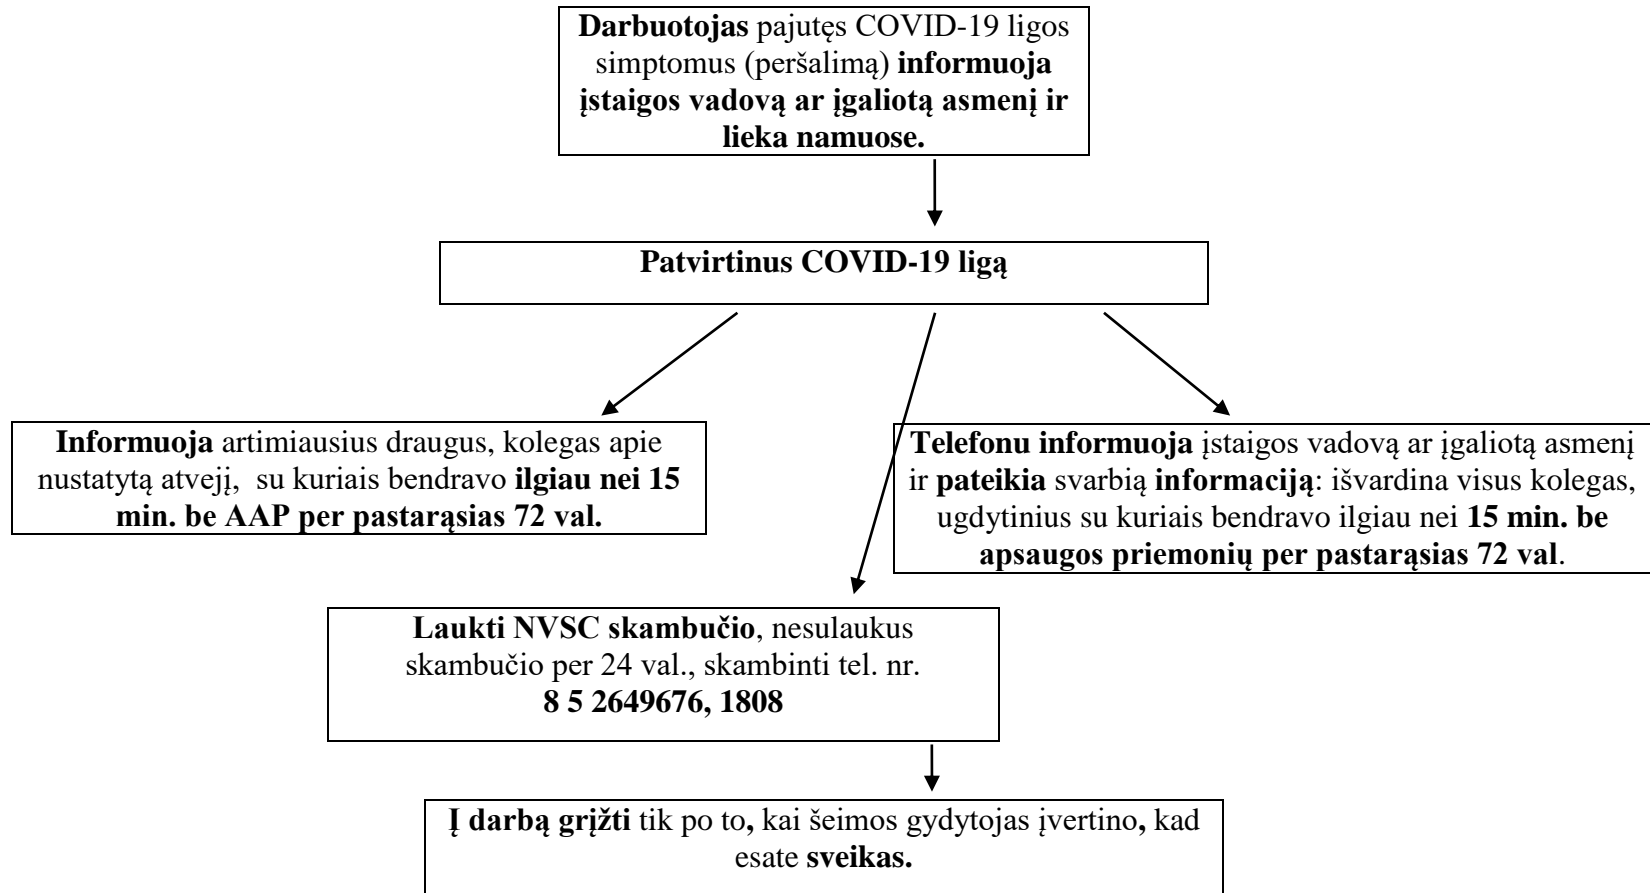 Darbuotojas pajutęs COVID-19 ligos
simptomus (peršalimą) informuoja
įstaigos vadovą ar įgaliotą asmenį ir
lieka namuose.
Patvirtinus COVID-19 ligą
Informuoja artimiausius draugus, kolegas apie
nustatytą atvejį, su kuriais bendravo ilgiau nei 15
min. be AAP per pastarąsias 72 val.
Telefonu informuoja įstaigos vadovą ar įgaliotą asmenį
ir pateikia svarbią informaciją: išvardina visus kolegas,
ugdytinius su kuriais bendravo ilgiau nei 15 min. be
apsaugos priemonių per pastarąsias 72 val.
Laukti NVSC skambučio, nesulaukus
skambučio per 24 val., skambinti tel. nr.
8 5 2649676, 1808
Į darbą grįžti tik po to, kai šeimos gydytojas įvertino, kad
esate sveikas.